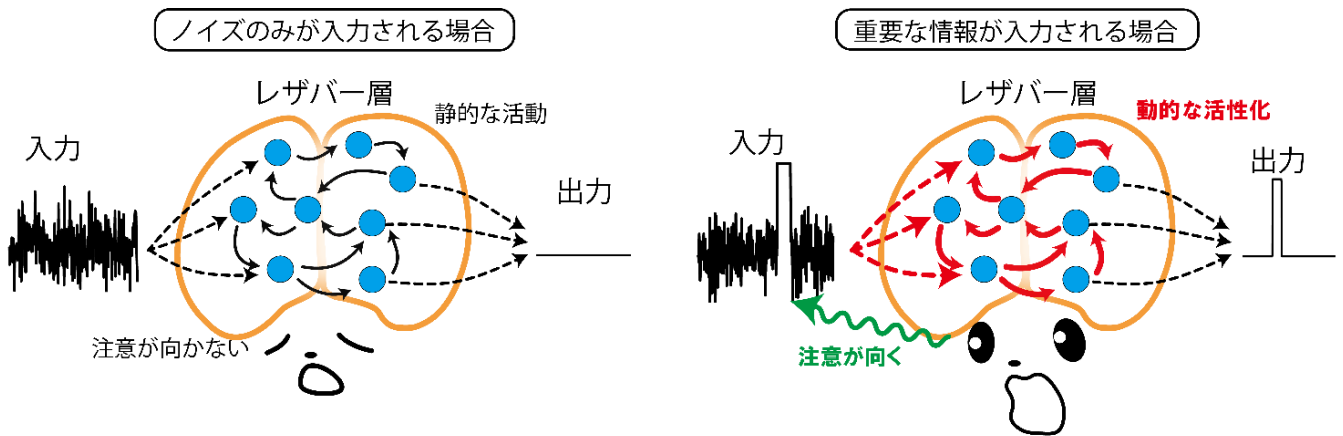 ノイズのみが入力される場合
レザバー層
静的な活動
入力
出力
注意が向かない
重要な情報が入力される場合
レザバー層
動的な活性化
入力
出力
注意が向く